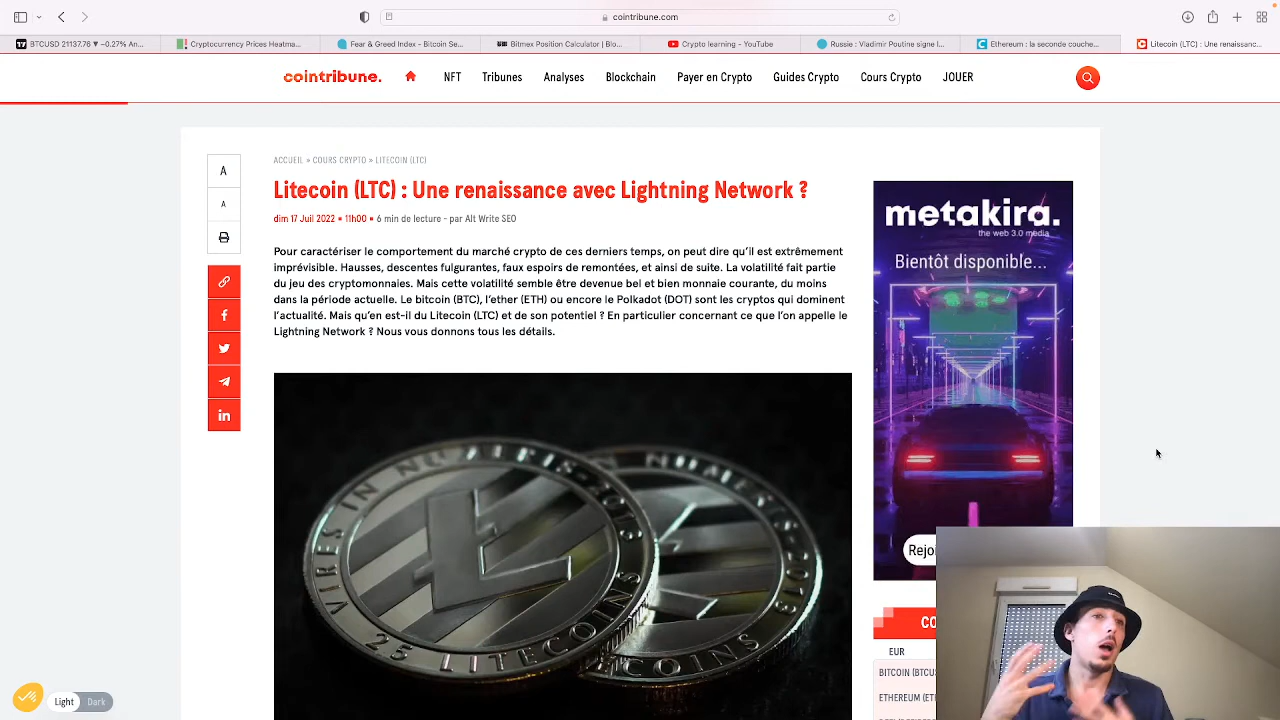 cointribune.com
BTCUSD 21137.76 ▼ −0.27% An...
Cryptocurrency Prices Heatma...
Fear & Greed Index - Bitcoin Se...
Bitmex Position Calculator | Blo...
Crypto learning - YouTube
Russie : Vladimir Poutine signe l...
Ethereum : la seconde couche...
Litecoin (LTC) : Une renaissanc...
cointribune.
NFT
Tribunes
Analyses
Blockchain
Payer en Crypto
Guides Crypto
Cours Crypto
JOUER
A
A
ACCUEIL » COURS CRYPTO » LITECOIN (LTC)
Litecoin (LTC) : Une renaissance avec Lightning Network ?
dim 17 Juil 2022 ▪ 11h00 ▪ 6 min de lecture - par Alt Write SEO
Pour caractériser le comportement du marché crypto de ces derniers temps, on peut dire qu'il est extrêmement
imprévisible. Hausses, descentes fulgurantes, faux espoirs de remontées, et ainsi de suite. La volatilité fait partie
du jeu des cryptomonnaies. Mais cette volatilité semble être devenue bel et bien monnaie courante, du moins
dans la période actuelle. Le bitcoin (BTC), l'ether (ETH) ou encore le Polkadot (DOT) sont les cryptos qui dominent
l'actualité. Mais qu'en est-il du Litecoin (LTC) et de son potentiel ? En particulier concernant ce que l'on appelle le
Lightning Network ? Nous vous donnons tous les détails.
metakira.
the web 3.0 media
Bientôt disponible...
Rejo
VIRES IN NUMERIS-2013
25 LITECOINS
CO
EUR
BITCOIN (BTCUS
ETHEREUM (ET
Light
Dark